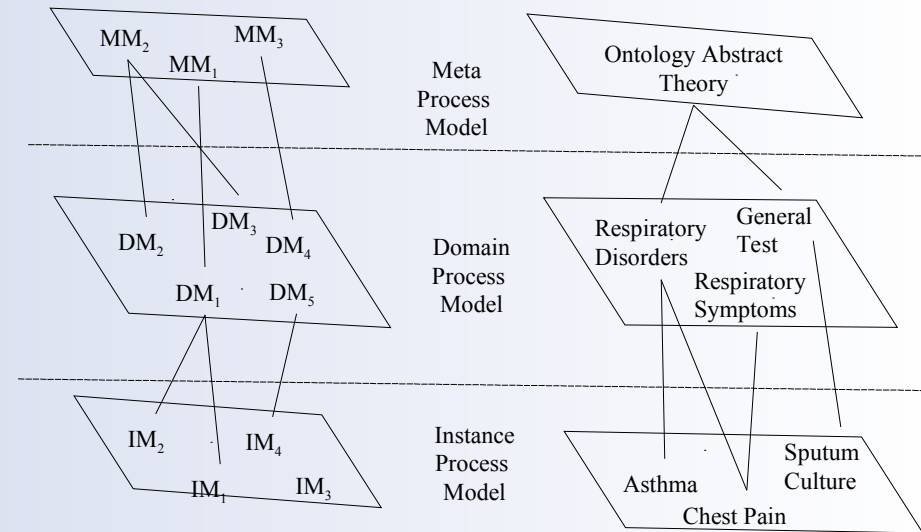 MM₂
MM₁
MM₃
Meta
Process
Model
Ontology Abstract
Theory
DM₂
DM₃
DM₄
DM₁
DM₅
Domain
Process
Model
Respiratory
Disorders
General
Test
Respiratory
Symptoms
IM₂
IM₄
IM₁
IM₃
Instance
Process
Model
Asthma
Sputum
Culture
Chest Pain